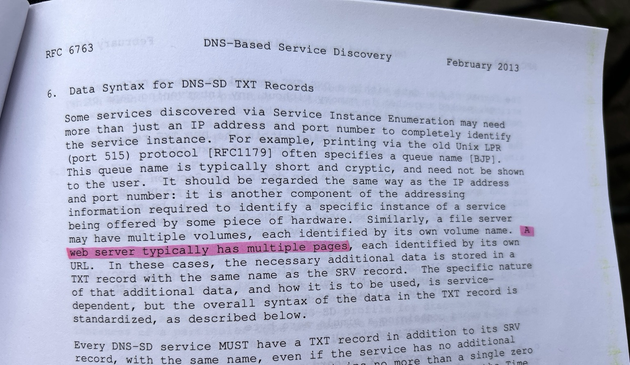 RFC 6763 DNS-Based Service Discovery February 2013
6. Data Syntax for DNS-SD TXT Records
Some services discovered via Service Instance Enumeration may need
more than just an IP address and port number to completely identify
the service instance. For example, printing via the old Unix LPR
(port 515) protocol [RFC1179] often specifies a queue name [BJP].
This queue name is typically short and cryptic, and need not be shown
to the user. It should be regarded the same way as the IP address
and port number: it is another component of the addressing
information required to identify a specific instance of a service
being offered by some piece of hardware. Similarly, a file server
may have multiple volumes, each identified by its own volume name. A
web server typically has multiple pages, each identified by its own
URL. In these cases, the necessary additional data is stored in a
TXT record with the same name as the SRV record. The specific nature
of that additional data, and how it is to be used, is service-
dependent, but the overall syntax of the data in the TXT record is
standardized, as described below.
Every DNS-SD service MUST have a TXT record in addition to its SRV
record, with the same name, even if the service has no additional
no more than a single zero
Time